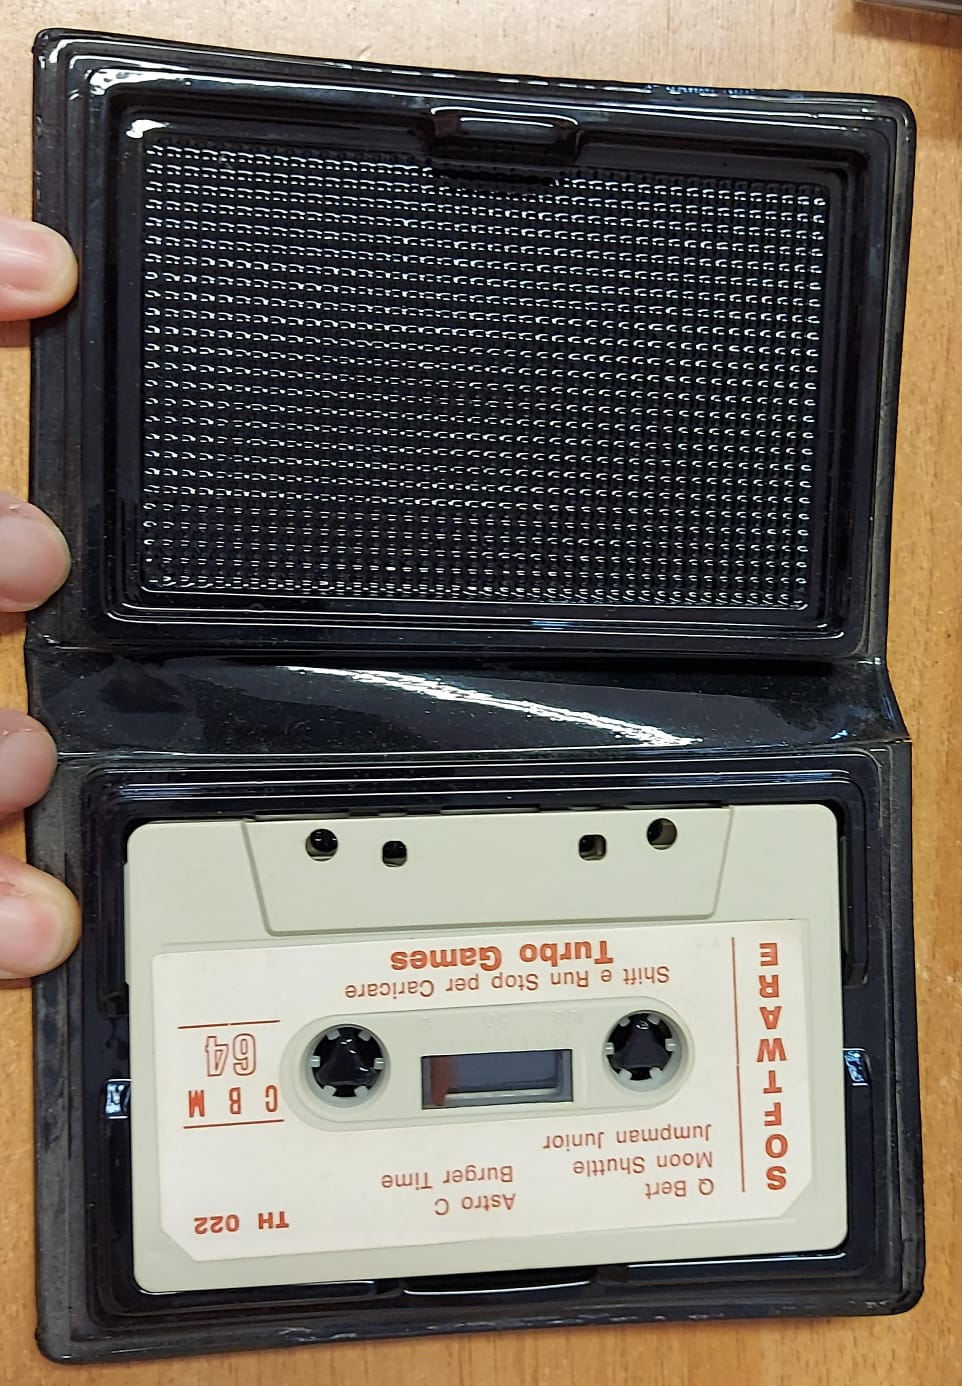 TH 022
Q Bert
Moon Shuttle
Jumpman Junior
Astro C
Burger Time
SOFTWARE
CBM
64
Shift e Run Stop per Caricare
Turbo Games